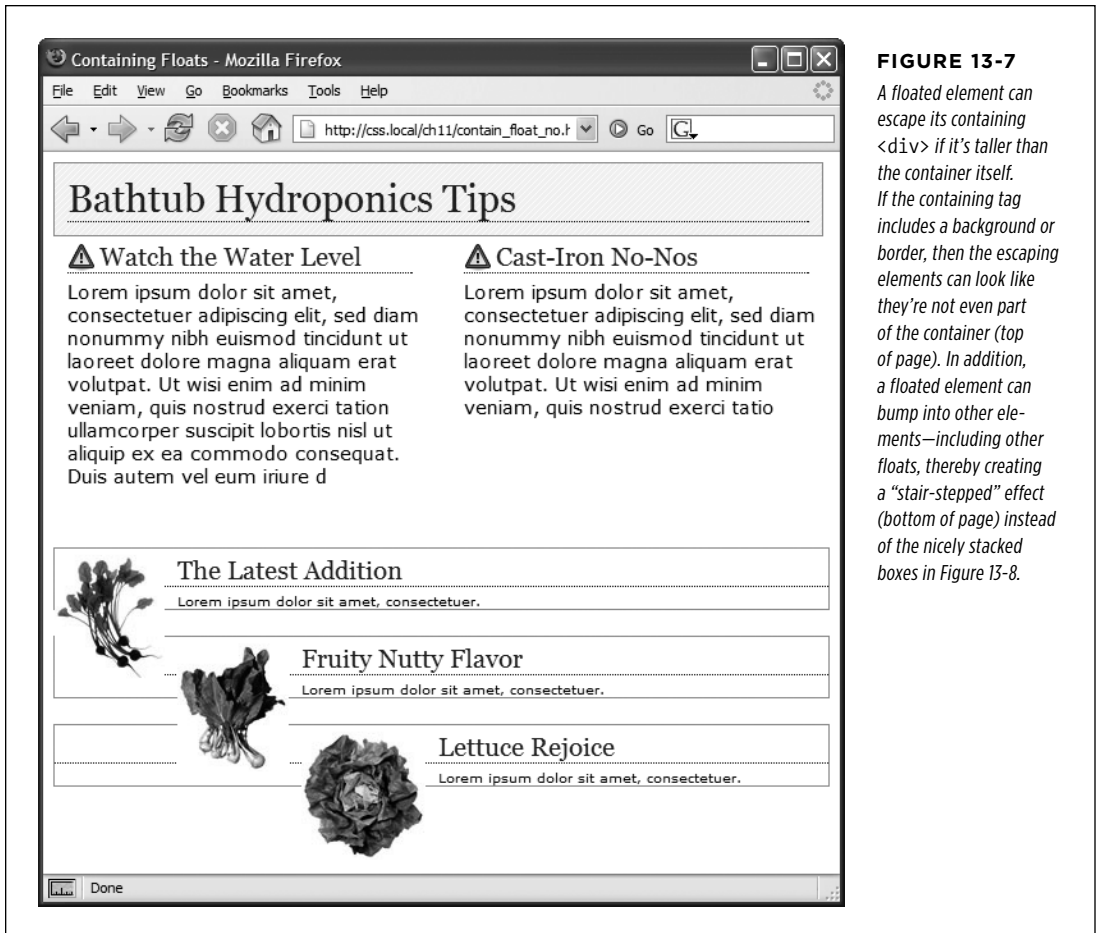 Containing Floats - Mozilla Firefox
File Edit View Go Bookmarks Tools Help
http://css.local/ch11/contain_float_no.h Go G
Bathtub Hydroponics Tips
Watch the Water Level
Lorem ipsum dolor sit amet,
consectetuer adipiscing elit, sed diam
nonummy nibh euismod tincidunt ut
laoreet dolore magna aliquam erat
volutpat. Ut wisi enim ad minim
veniam, quis nostrud exerci tation
ullamcorper suscipit lobortis nisl ut
aliquip ex ea commodo consequat.
Duis autem vel eum iriure d
Cast-Iron No-Nos
Lorem ipsum dolor sit amet,
consectetuer adipiscing elit, sed diam
nonummy nibh euismod tincidunt ut
laoreet dolore magna aliquam erat
volutpat. Ut wisi enim ad minim
veniam, quis nostrud exerci tatio
The Latest Addition
Lorem ipsum dolor sit amet, consectetuer.
Fruity Nutty Flavor
Lorem ipsum dolor sit amet, consectetuer.
Lettuce Rejoice
Lorem ipsum dolor sit amet, consectetuer.
Done
FIGURE 13-7
A floated element can
escape its containing
<div> if it's taller than
the container itself.
If the containing tag
includes a background or
border, then the escaping
elements can look like
they're not even part
of the container (top
of page). In addition,
a floated element can
bump into other ele-
ments—including other
floats, thereby creating
a “stair-stepped” effect
(bottom of page) instead
of the nicely stacked
boxes in Figure 13-8.